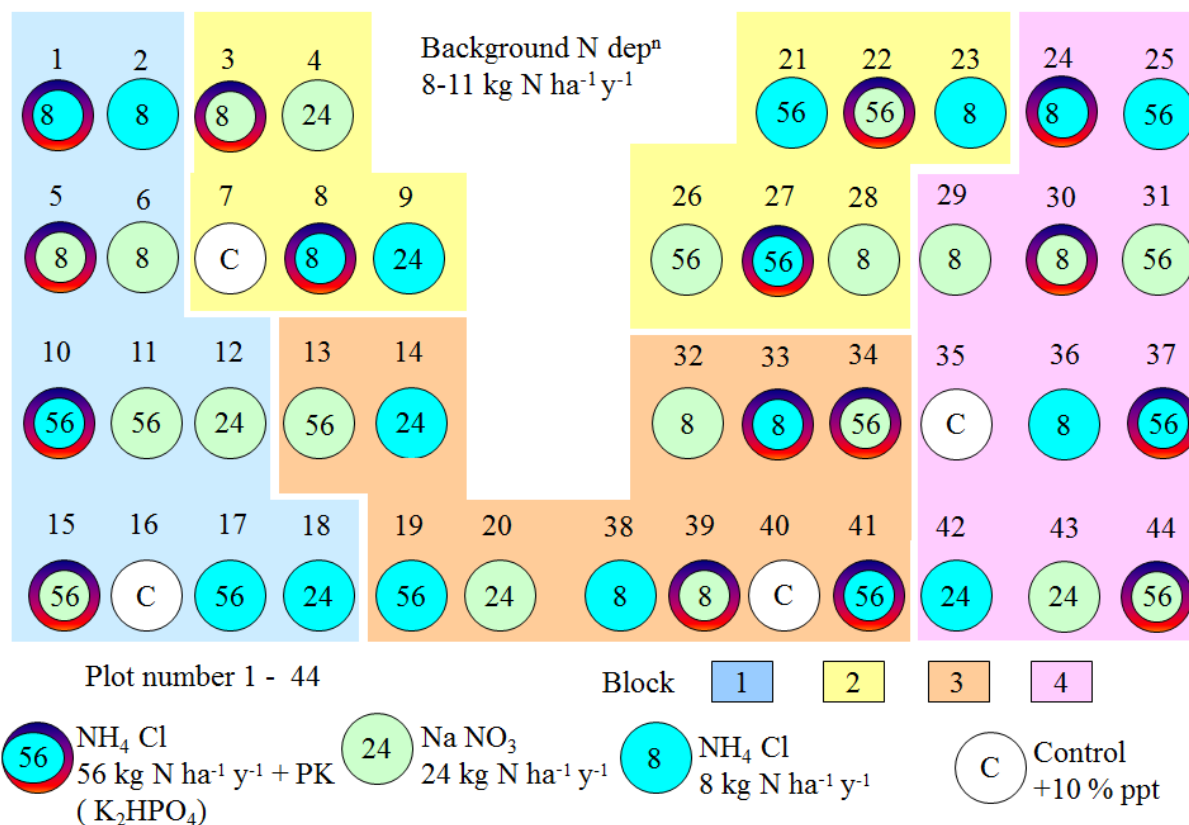 Background N depⁿ
8-11 kg N ha⁻¹ y⁻¹
1 2 3 4 21 22 23 24 25
8 8 8 24 56 56 8 8 56
5 6 7 8 9 26 27 28 29 30 31
8 8 C 8 24 56 56 8 8 8 56
10 11 12 13 14 32 33 34 35 36 37
56 56 24 56 24 8 8 56 C 8 56
15 16 17 18 19 20 38 39 40 41 42 43 44
56 C 56 24 56 24 8 8 C 56 24 24 56
Plot number 1 - 44
Block 1 2 3 4
56 NH₄ Cl
56 kg N ha⁻¹ y⁻¹ + PK
( K₂HPO₄)
24 Na NO₃
24 kg N ha⁻¹ y⁻¹
8 NH₄ Cl
8 kg N ha⁻¹ y⁻¹
C Control
+10 % ppt